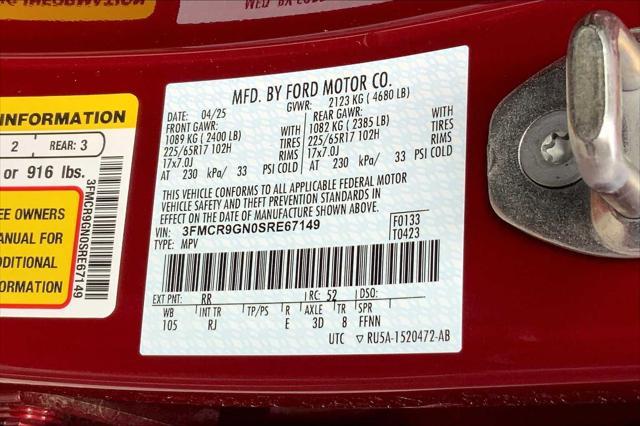 INFORMATION
2 REAR: 3
or 916 lbs.
EE OWNERS
ANUAL FOR
ADDITIONAL
INFORMATION
3FMCR9GN0SRE67149
MFD. BY FORD MOTOR CO.
DATE: 04/25 GVWR: 2123 KG ( 4680 LB)
FRONT GAWR: REAR GAWR:
1089 KG ( 2400 LB) WITH 1082 KG ( 2385 LB) WITH
225/65R17 102H TIRES 225/65R17 102H TIRES
17x7.0J RIMS 17x7.0J RIMS
AT 230 kPa/ 33 PSI COLD AT 230 kPa/ 33 PSI COLD
THIS VEHICLE CONFORMS TO ALL APPLICABLE FEDERAL MOTOR
VEHICLE SAFETY AND THEFT PREVENTION STANDARDS IN
EFFECT ON THE DATE OF MANUFACTURE SHOWN ABOVE.
VIN: 3FMCR9GN0SRE67149 F0133
TYPE: MPV T0423
EXT PNT: RR RC: 52 DSO:
WB INT TR TP/PS R AXLE TR SPR
105 RJ E 3D 8 FFNN
UTC ▽ RU5A-1520472-AB